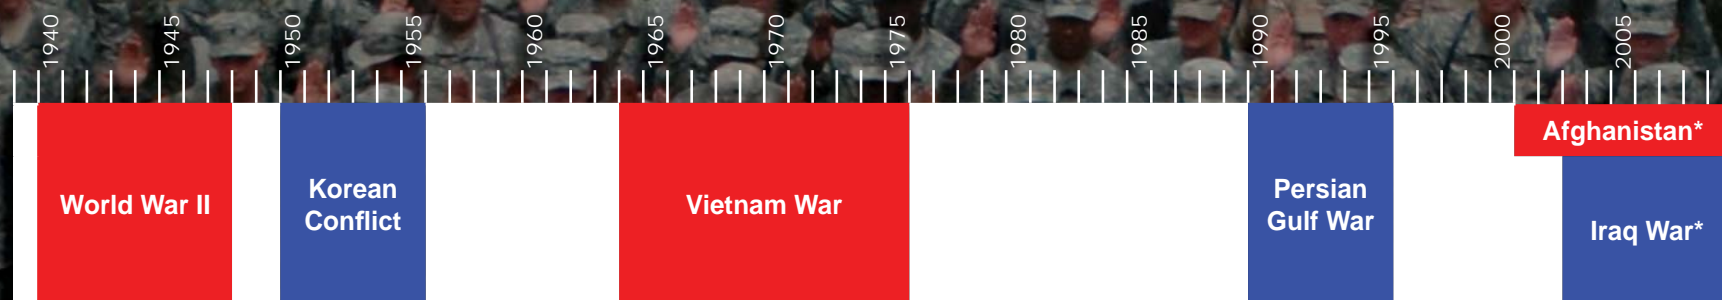 1940
1945
1950
1955
1960
1965
1970
1975
1980
1985
1990
1995
2000
2005
World War II
Korean
Conflict
Vietnam War
Persian
Gulf War
Afghanistan*
Iraq War*